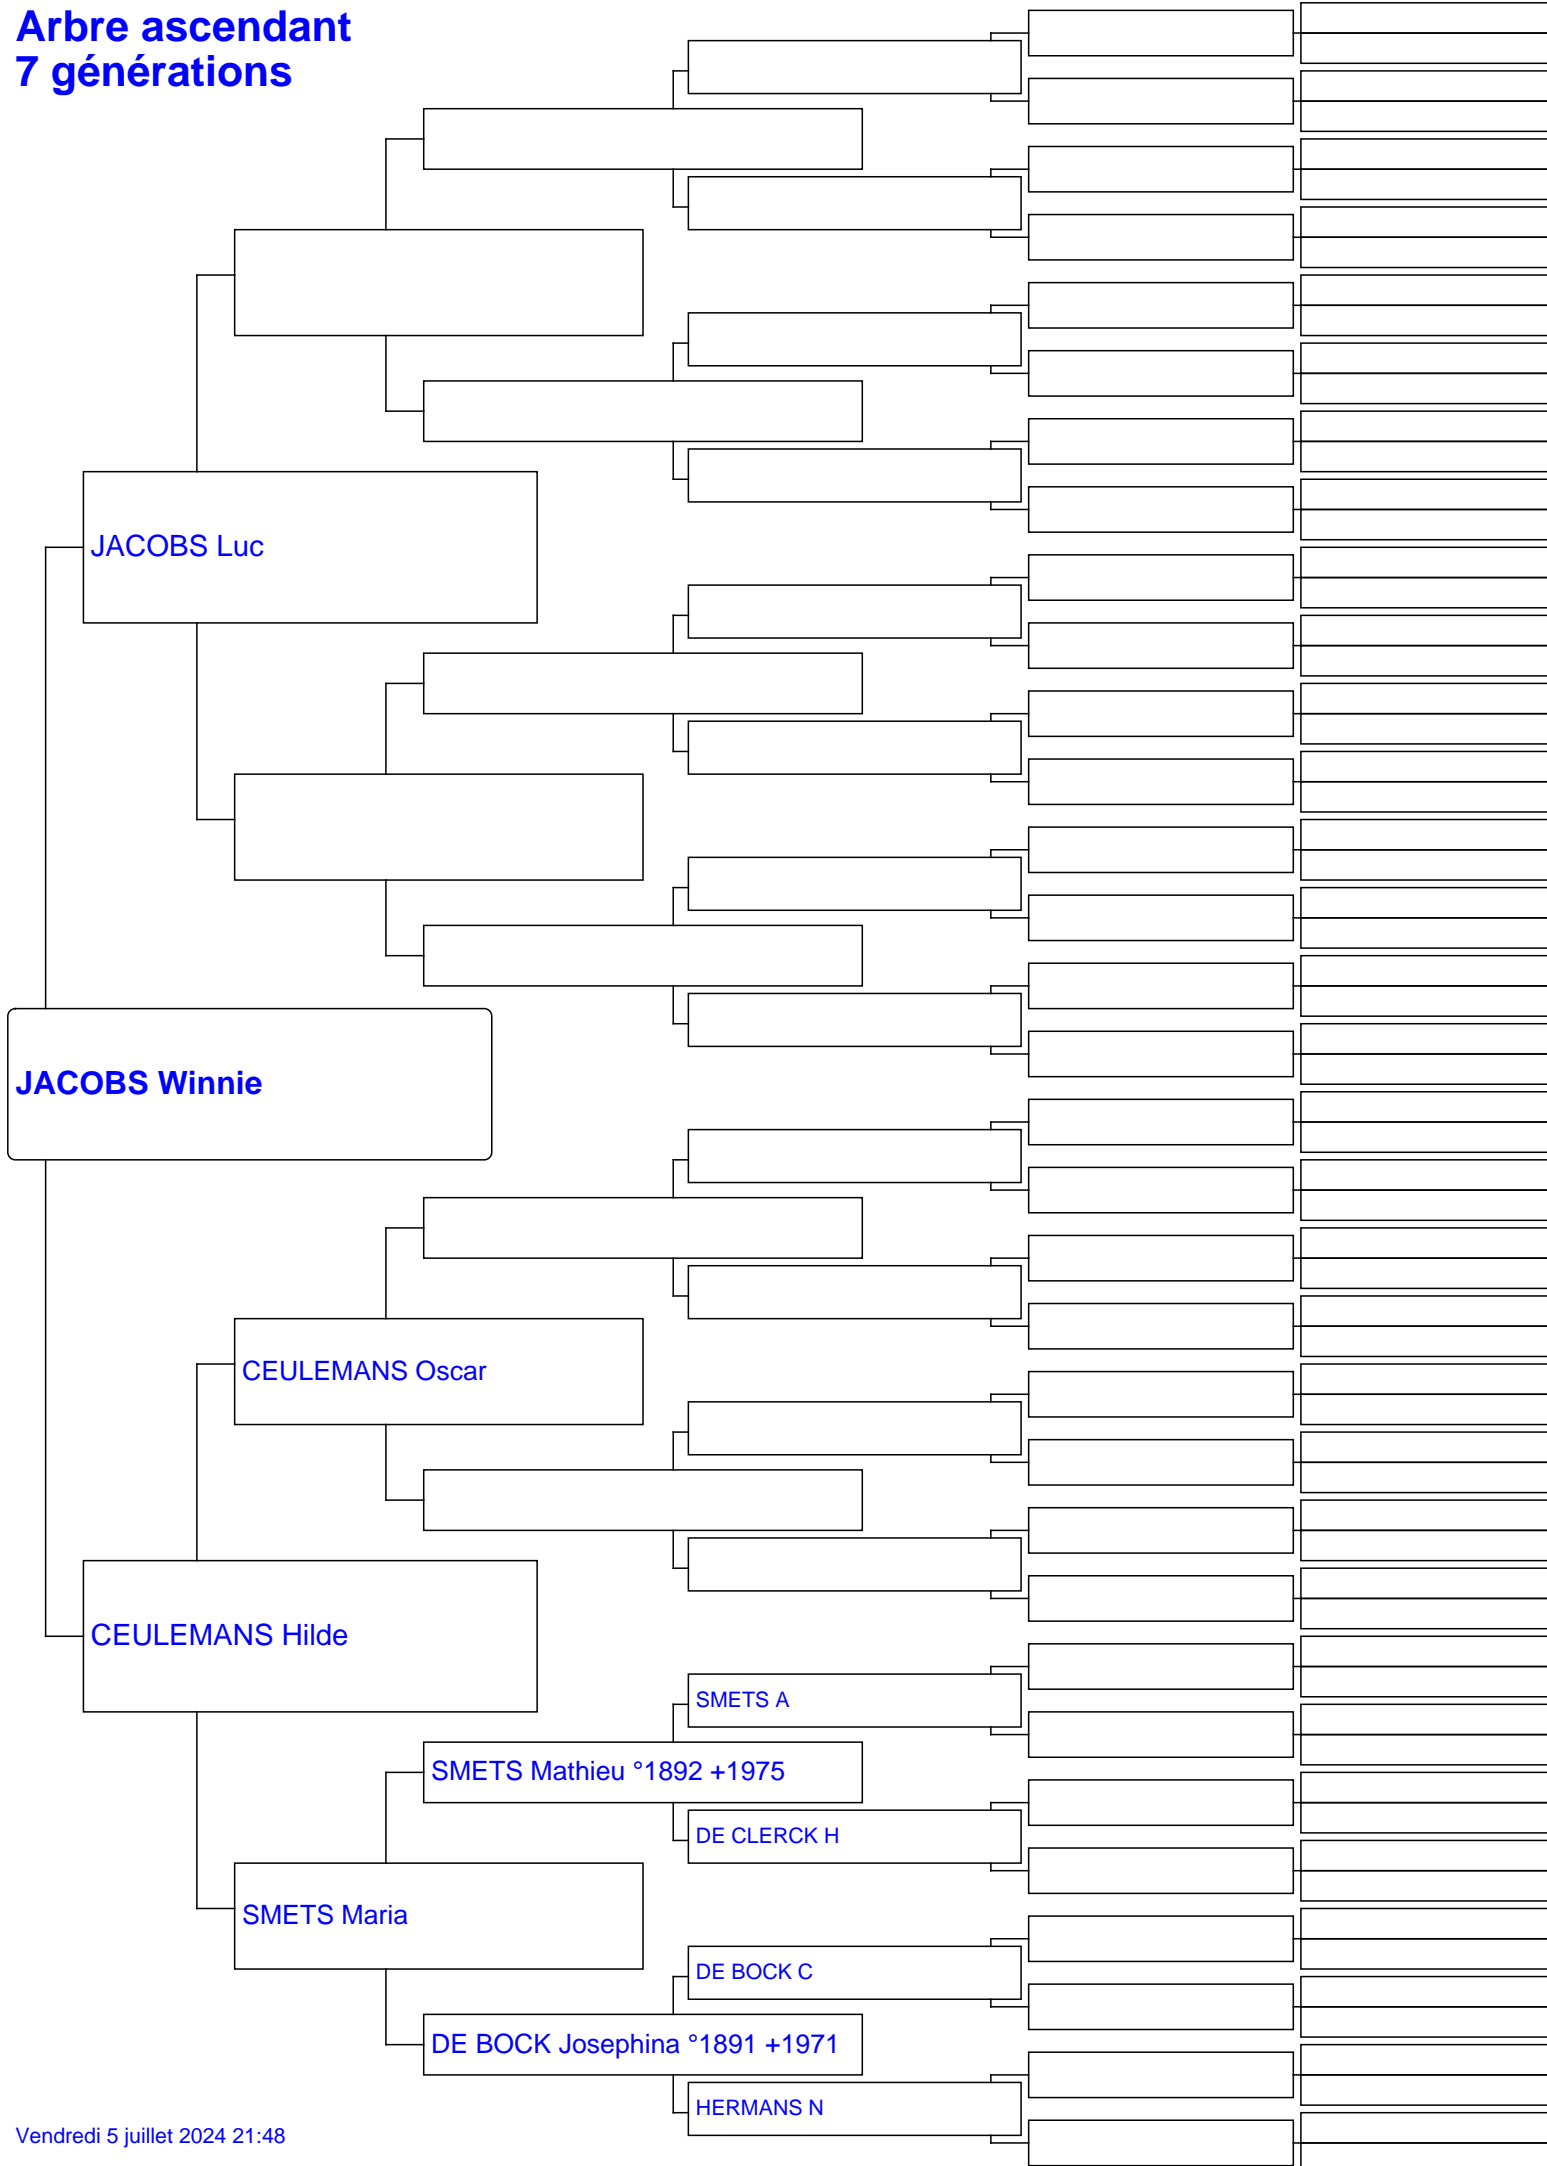 Arbre ascendant
7 générations
JACOBS Luc
JACOBS Winnie
CEULEMANS Oscar
CEULEMANS Hilde
SMETS A
SMETS Mathieu °1892 +1975
DE CLERCK H
SMETS Maria
DE BOCK C
DE BOCK Josephina °1891 +1971
HERMANS N
Vendredi 5 juillet 2024 21:48